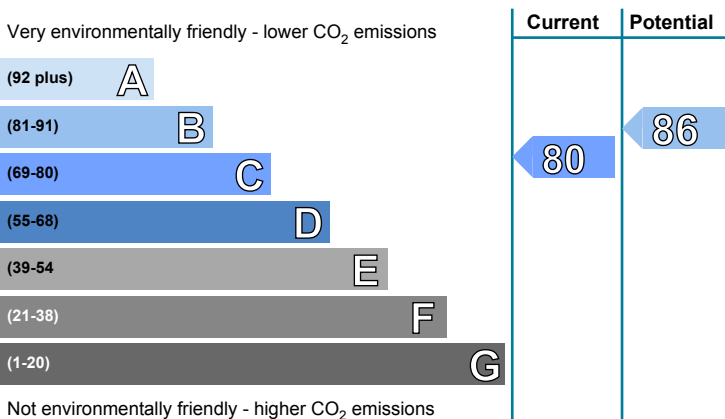 Current Potential
Very environmentally friendly - lower CO2 emissions
(92 plus) A
(81-91) B
86
(69-80) C
80
(55-68) D
(39-54 E
(21-38) F
(1-20) G
Not environmentally friendly - higher CO2 emissions